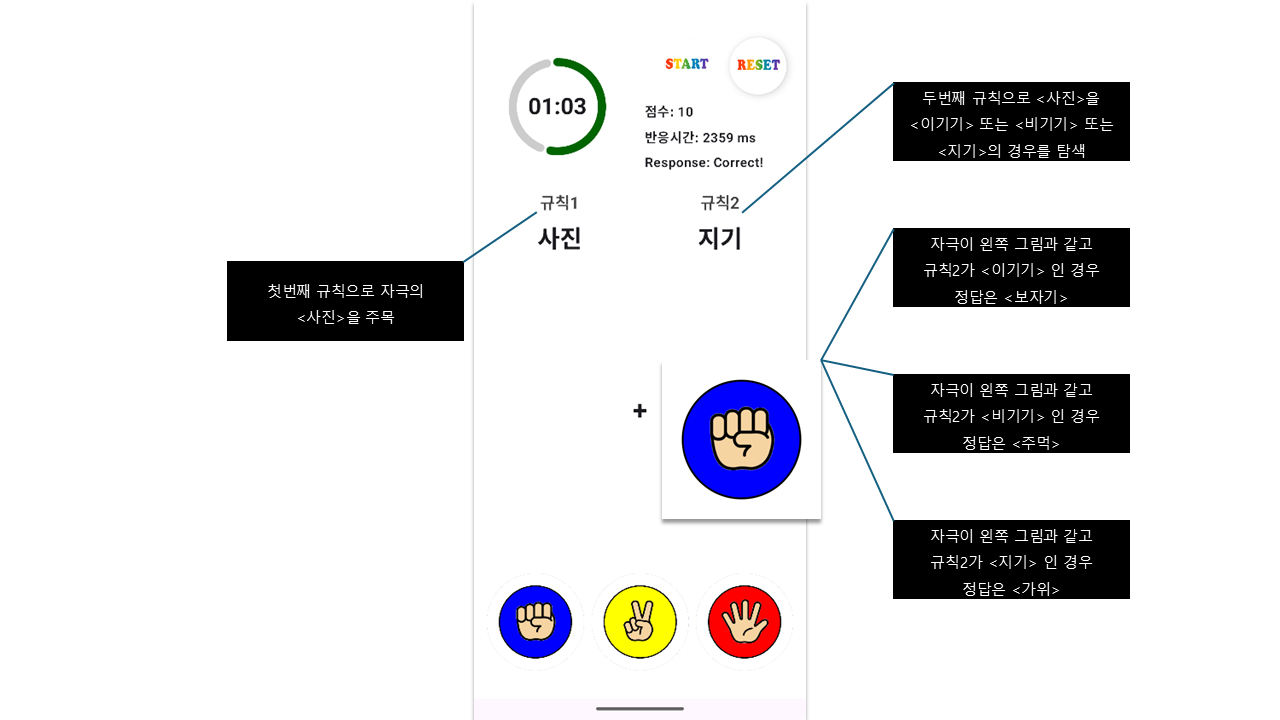 START
RESET
01:03
점수: 10
반응시간: 2359 ms
Response: Correct!
규칙1
사진
규칙2
지기
+
첫번째 규칙으로 자극의
<사진>을 주목
두번째 규칙으로 <사진>을
<이기기> 또는 <비기기> 또는
<지기>의 경우를 탐색
자극이 왼쪽 그림과 같고
규칙2가 <이기기> 인 경우
정답은 <보자기>
자극이 왼쪽 그림과 같고
규칙2가 <비기기> 인 경우
정답은 <주먹>
자극이 왼쪽 그림과 같고
규칙2가 <지기> 인 경우
정답은 <가위>